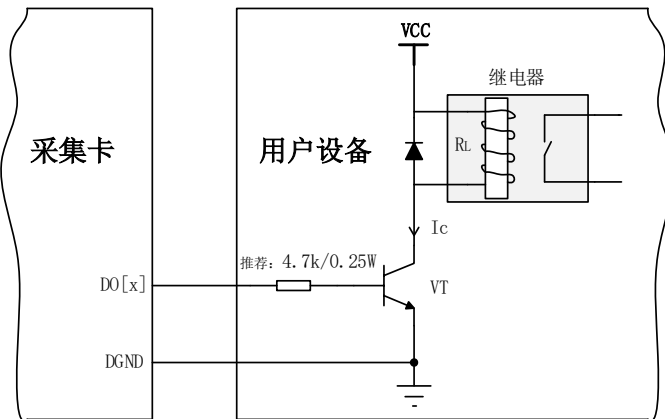 VCC
继电器
采集卡
用户设备
RL
Ic
推荐: 4.7k/0.25W
DO[x]
VT
DGND